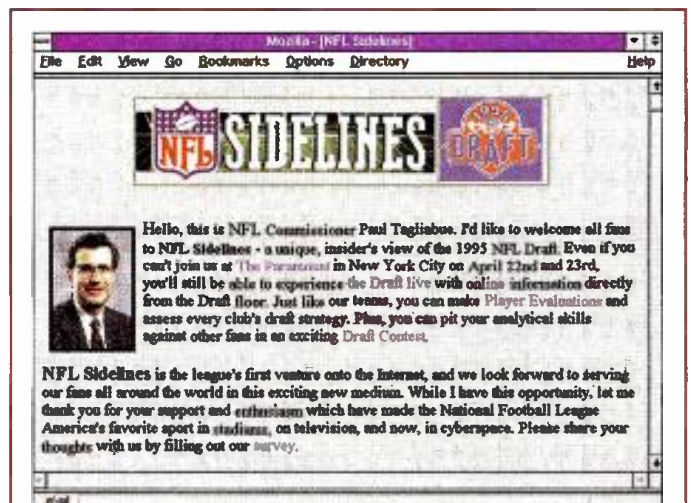 Mozilla - [NFL Sidelines]
File Edit View Go Bookmarks Options Directory Help
NFL SIDELINES 1995 DRAFT
Hello, this is NFL Commissioner Paul Tagliabue. I'd like to welcome all fans
to NFL Sidelines - a unique, insider's view of the 1995 NFL Draft. Even if you
can't join us at The Paramount in New York City on April 22nd and 23rd,
you'll still be able to experience the Draft live with online information directly
from the Draft floor. Just like our teams, you can make Player Evaluations and
assess every club's draft strategy. Plus, you can pit your analytical skills
against other fans in an exciting Draft Contest.
NFL Sidelines is the league's first venture onto the Internet, and we look forward to serving
our fans all around the world in this exciting new medium. While I have this opportunity, let me
thank you for your support and enthusiasm which have made the National Football League
America's favorite sport in stadiums, on television, and now, in cyberspace. Please share your
thoughts with us by filling out our survey.